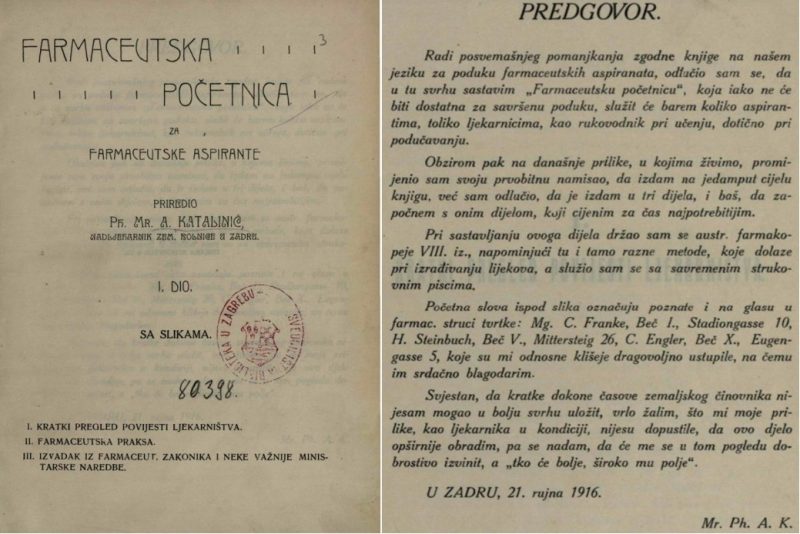 FARMACEUTSKA
3
POČETNICA
ZA
FARMACEUTSKE ASPIRANTE
PRIREDIO
PH. MR. A. KATALINIĆ,
NADLJEKARNIK ZEM. BOLNICE U ZADRU.
I. DIO.
SA SLIKAMA.
BIBLIOTEKA U ZAGREBU
80398.
I. KRATKI PREGLED POVIJESTI LJEKARNIŠTVA.
II. FARMACEUTSKA PRAKSA.
III. IZVADAK IZ FARMACEUT. ZAKONIKA I NEKE VAŽNIJE MINIS-
TARSKE NAREDBE.
PREDGOVOR.
Radi posvemašnjeg pomanjkanja zgodne knjige na našem
jeziku za poduku farmaceutskih aspiranata, odlučio sam se, da
u tu svrhu sastavim „Farmaceutsku početnicu", koja iako ne će
biti dostatna za savršenu poduku, služit će barem koliko aspiran-
tima, toliko ljekarnicima, kao rukovodnik pri učenju, dotično pri
podučavanju.
Obzirom pak na današnje prilike, u kojima živimo, promi-
jenio sam svoju prvobitnu namisao, da izdam na jedamput cijelu
knjigu, već sam odlučio, da je izdam u tri dijela, i baš, da za-
počnem s onim dijelom, koji cijenim za čas najpotrebitijim.
Pri sastavljanju ovoga dijela držao sam se austr. farmako-
peje VIII. iz., napominjući tu i tamo razne metode, koje dolaze
pri izrađivanju lijekova, a služio sam se sa savremenim struko-
vnim piscima.
Početna slova ispod slika označuju poznate i na glasu u
farmac. struci tvrtke: Mg. C. Franke, Beč I., Stadiongasse 10,
H. Steinbuch, Beč V., Mittersteig 26, C. Engler, Beč X., Eugen-
gasse 5, koje su mi odnosne klišeje dragovoljno ustupile, na čemu
im srdačno blagodarim.
Svjestan, da kratke dokone časove zemaljskog činovnika ni-
jesam mogao u bolju svrhu uložit, vrlo žalim, što mi moje pri-
like, kao ljekarnika u kondiciji, nijesu dopustile, da ovo djelo
opširnije obradim, pa se nadam, da će me se u tom pogledu do-
brostivo izvinit, a „tko će bolje, široko mu polje".
U ZADRU, 21. rujna 1916.
Mr. Ph. A. K.